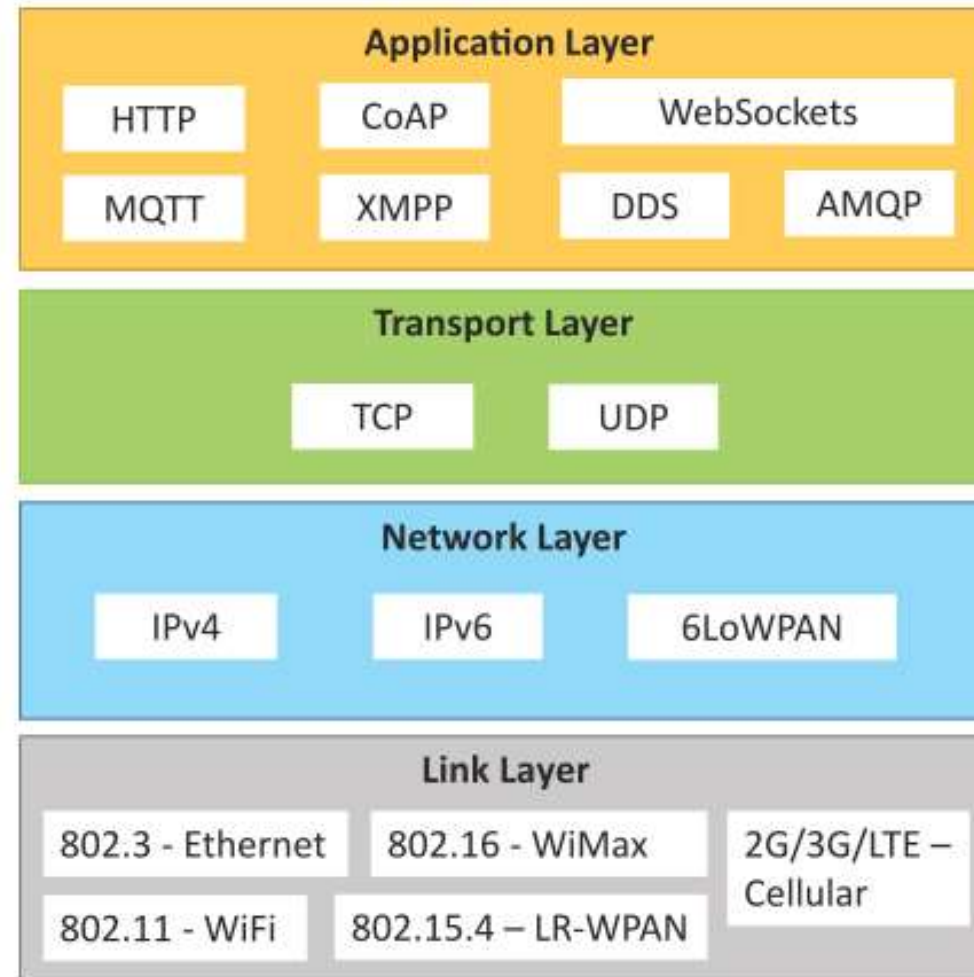 Application Layer
HTTP
CoAP
WebSockets
MQTT
XMPP
DDS
AMQP
Transport Layer
TCP
UDP
Network Layer
IPv4
IPv6
6LoWPAN
Link Layer
802.3 - Ethernet
802.16 - WiMax
2G/3G/LTE –
Cellular
802.11 - WiFi
802.15.4 – LR-WPAN